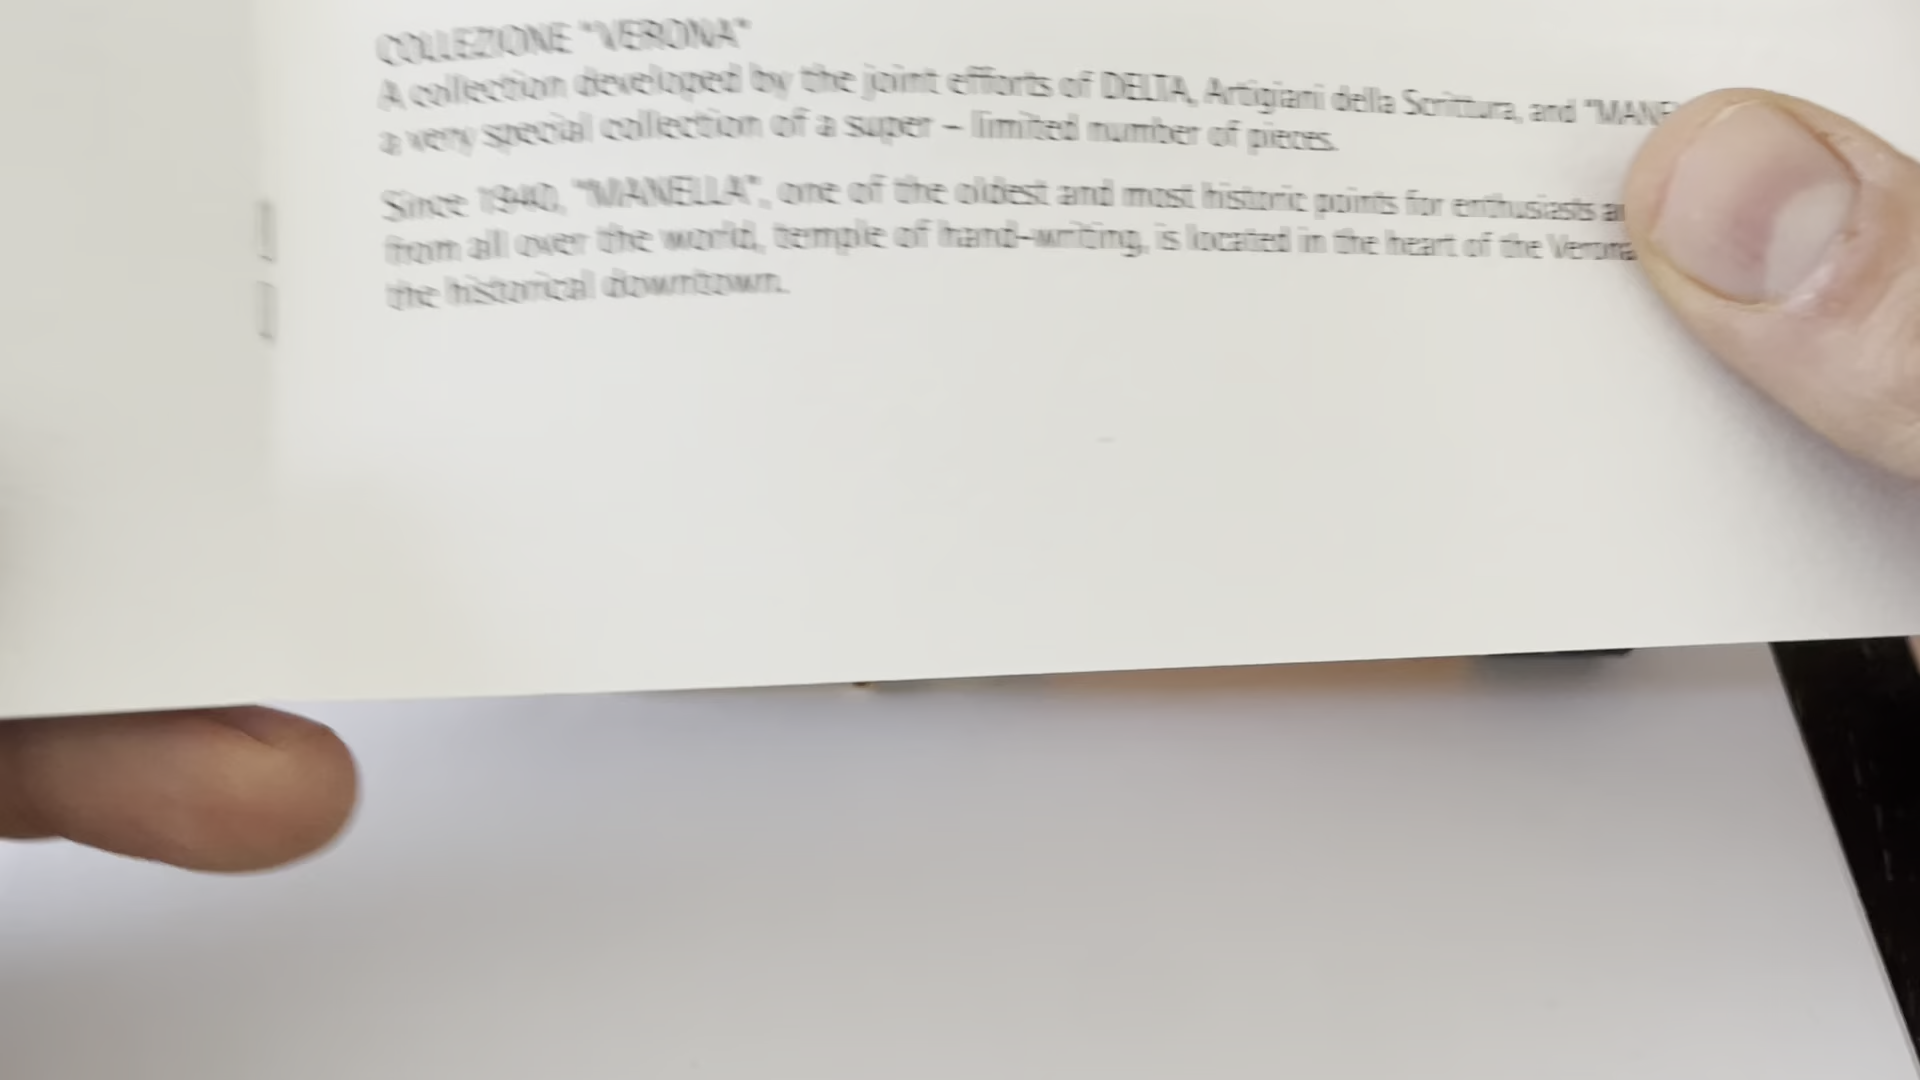 COLLEZIONE "VERONA"
A collection developed by the joint efforts of DELTA, Artigiani della Scrittura, and "MANE
a very special collection of a super – limited number of pieces.
Since 1940, "MANELLA", one of the oldest and most historic points for enthusiasts
from all over the world, temple of hand-writing, is located in the heart of the Verona
the historical downtown.